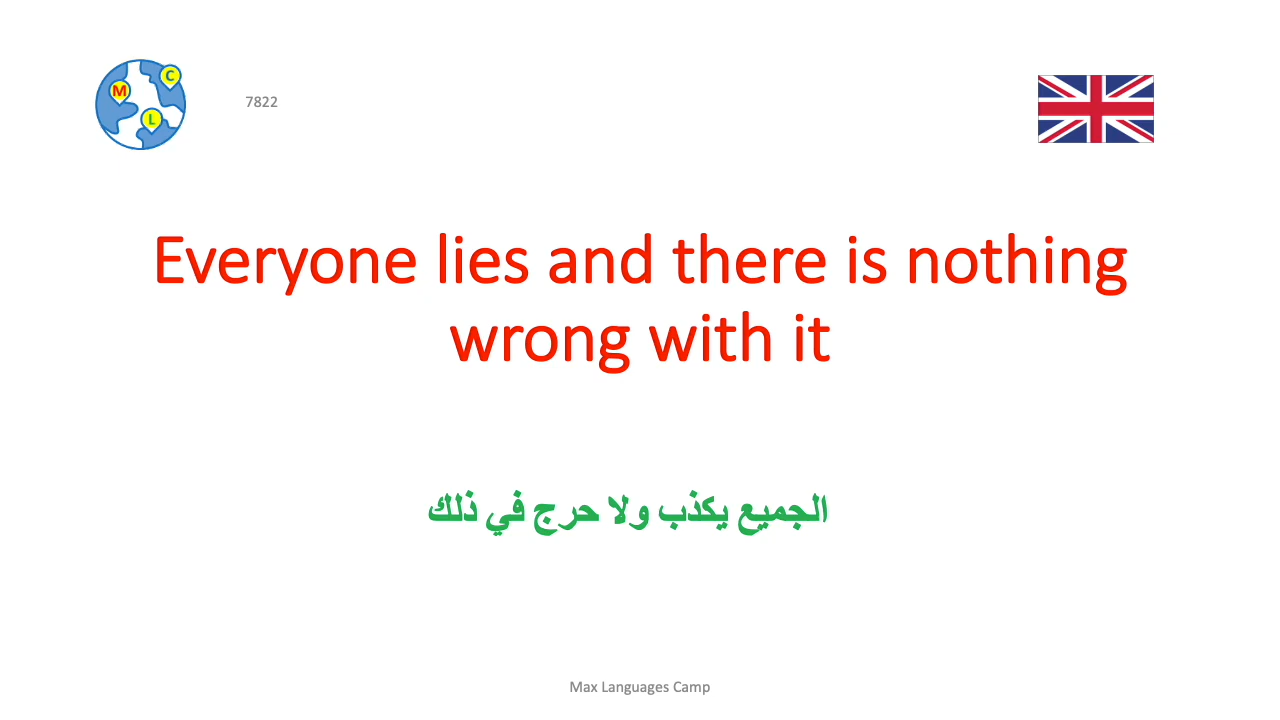 M
C
L
7822
Everyone lies and there is nothing
wrong with it
الجميع يكذب ولا حرج في ذلك
Max Languages Camp